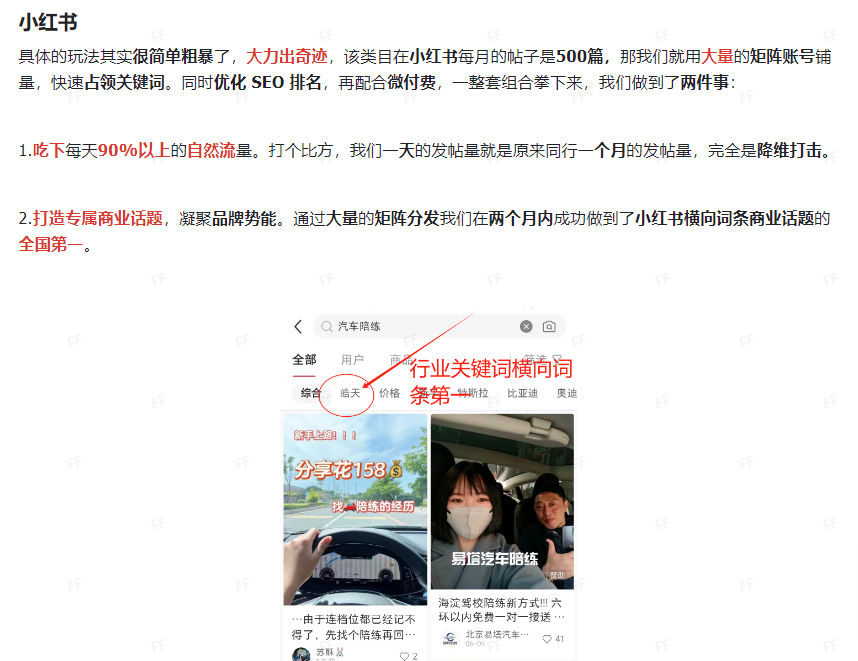 小红书
具体的玩法其实很简单粗暴了，大力出奇迹，该类目在小红书每月的帖子是500篇，那我们就用大量的矩阵账号铺
量，快速占领关键词。同时优化 SEO 排名，再配合微付费，一整套组合拳下来，我们做到了两件事：
1.吃下每天90%以上的自然流量。打个比方，我们一天的发帖量就是原来同行一个月的发帖量，完全是降维打击。
2.打造专属商业话题，凝聚品牌势能。通过大量的矩阵分发我们在两个月内成功做到了小红书横向词条商业话题的
全国第一。
汽车陪练
全部 用户 商品 筛选
行业关键词横向词
条第一
综合 皓天 价格 特斯拉 比亚迪 奥迪
新手上路！！！
分享花158
找陪练的经历
易塔汽车陪练
赞助
…由于连档位都已经记不
得了，先找个陪练再回…
苏稣
2
海淀驾校陪练新方式!!! 六
环以内免费一对一接送 …
北京易塔汽车…
05-05
41
FF